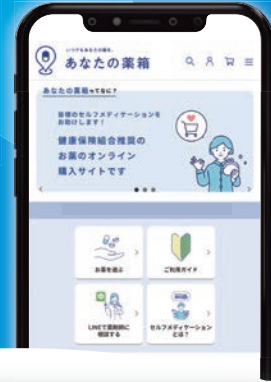 いつでもあなたの隣に。
あなたの薬箱
あなたの薬箱ってなに?
皆様のセルフメディケーションを
お助けします!
健康保険組合推奨の
お薬のオンライン
購入サイトです
お薬を選ぶ
ご利用ガイド
LINEで薬剤師に
相談する
セルフメディケーション
とは?